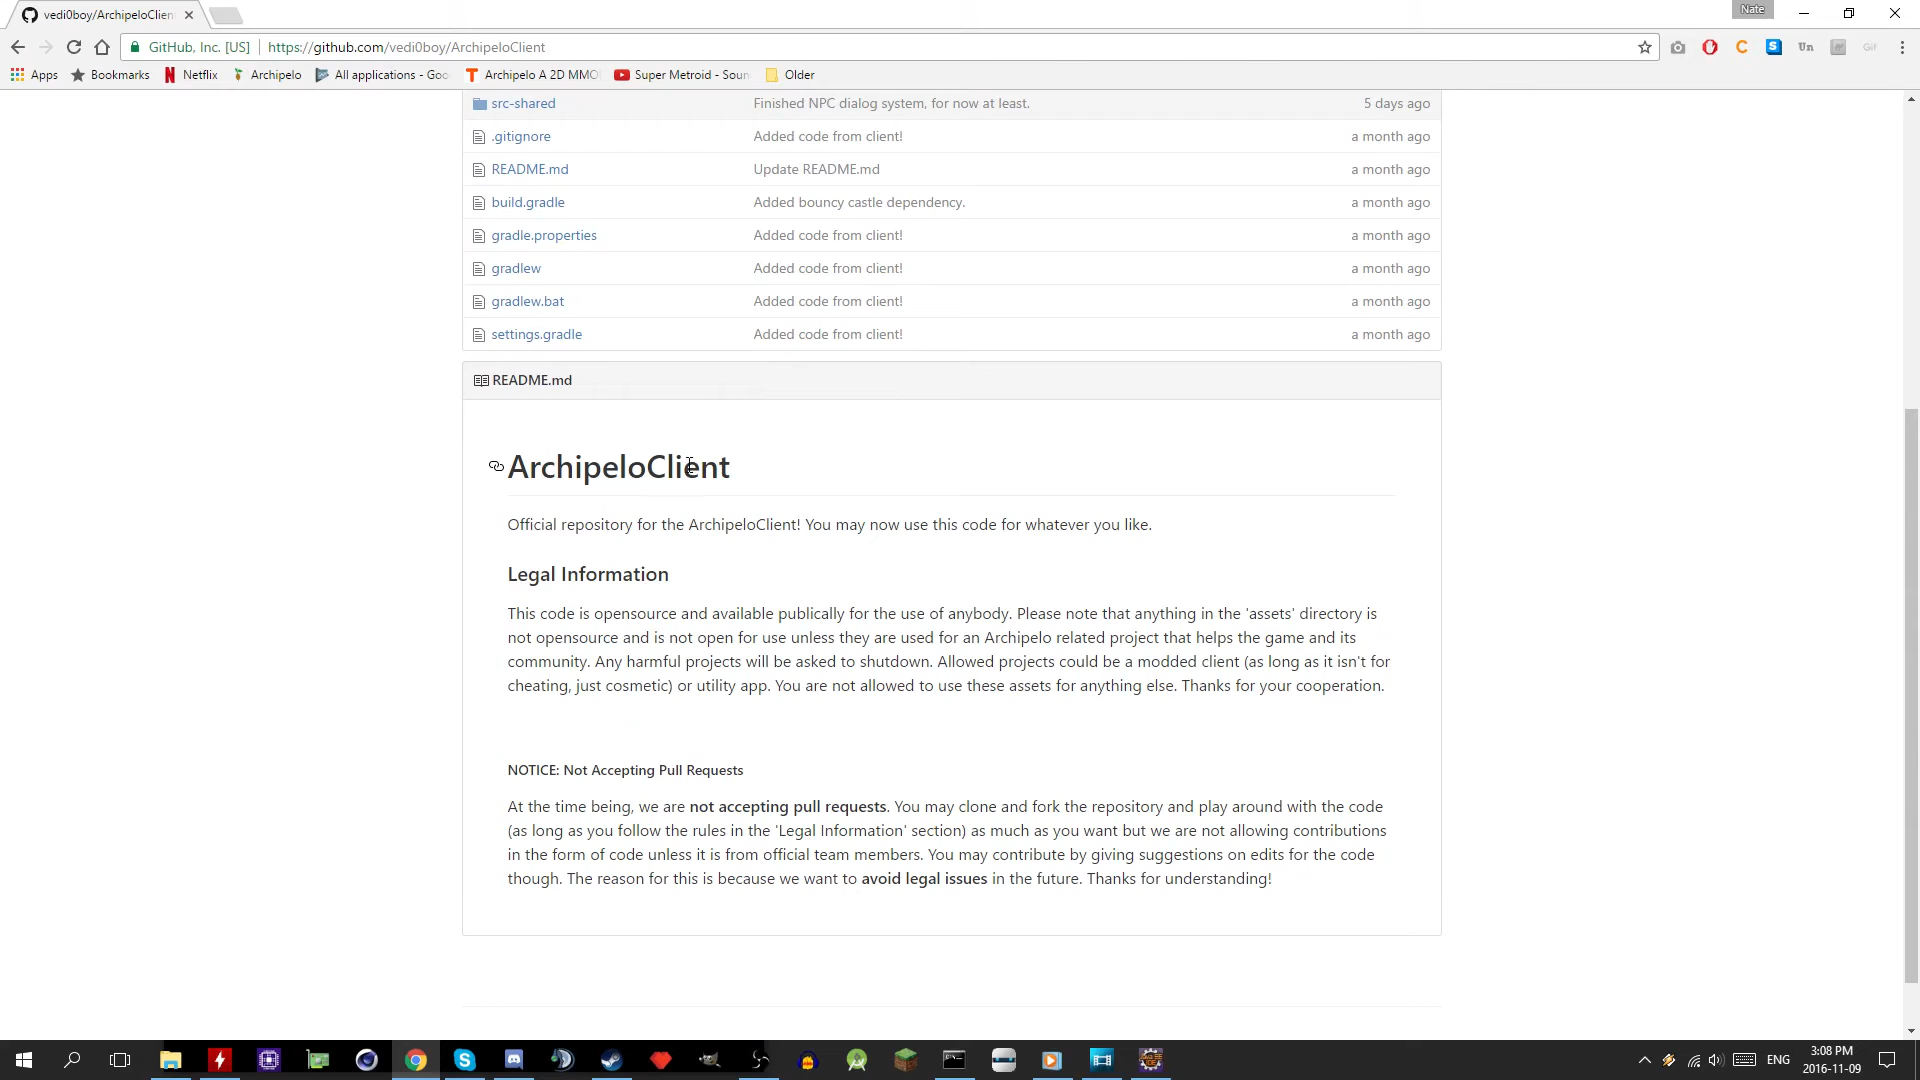 vedi0boy/ArchipeloClien
Nate
GitHub, Inc. [US]
https://github.com/vedi0boy/ArchipeloClient
Un
Gif
Apps
Bookmarks
Netflix
Archipelo
All applications - Goo
Archipelo A 2D MMO
Super Metroid - Soun
Older
src-shared Finished NPC dialog system, for now at least. 5 days ago
.gitignore Added code from client! a month ago
README.md Update README.md a month ago
build.gradle Added bouncy castle dependency. a month ago
gradle.properties Added code from client! a month ago
gradlew Added code from client! a month ago
gradlew.bat Added code from client! a month ago
settings.gradle Added code from client! a month ago
README.md
ArchipeloClient
Official repository for the ArchipeloClient! You may now use this code for whatever you like.
Legal Information
This code is opensource and available publically for the use of anybody. Please note that anything in the 'assets' directory is
not opensource and is not open for use unless they are used for an Archipelo related project that helps the game and its
community. Any harmful projects will be asked to shutdown. Allowed projects could be a modded client (as long as it isn't for
cheating, just cosmetic) or utility app. You are not allowed to use these assets for anything else. Thanks for your cooperation.
NOTICE: Not Accepting Pull Requests
At the time being, we are not accepting pull requests. You may clone and fork the repository and play around with the code
(as long as you follow the rules in the 'Legal Information' section) as much as you want but we are not allowing contributions
in the form of code unless it is from official team members. You may contribute by giving suggestions on edits for the code
though. The reason for this is because we want to avoid legal issues in the future. Thanks for understanding!
ENG
3:08 PM
2016-11-09